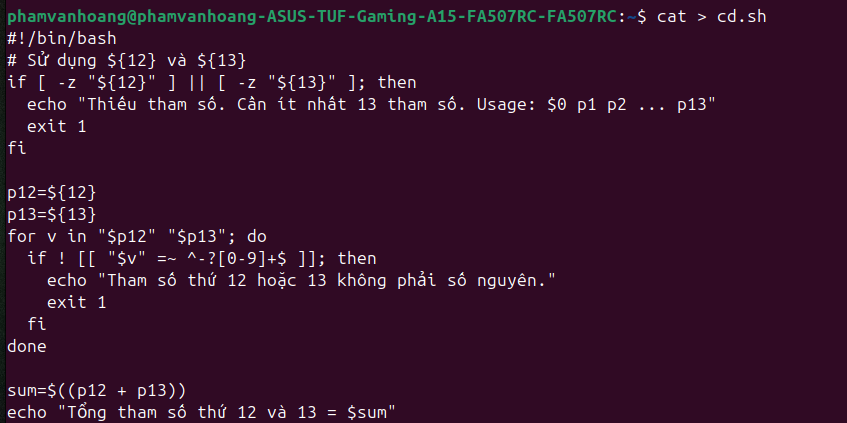 phamvanhoang@phamvanhoang-ASUS-TUF-Gaming-A15-FA507RC-FA507RC:~$ cat > cd.sh
#!/bin/bash
# Sử dụng ${12} và ${13}
if [ -z "${12}" ] || [ -z "${13}" ]; then
  echo "Thiếu tham số. Cần ít nhất 13 tham số. Usage: $0 p1 p2 ... p13"
  exit 1
fi

p12=${12}
p13=${13}
for v in "$p12" "$p13"; do
  if ! [[ "$v" =~ ^-?[0-9]+$ ]]; then
    echo "Tham số thứ 12 hoặc 13 không phải số nguyên."
    exit 1
  fi
done

sum=$((p12 + p13))
echo "Tổng tham số thứ 12 và 13 = $sum"